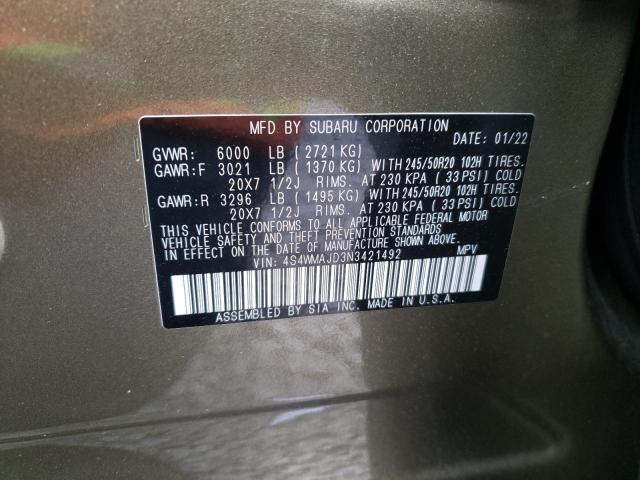 MFD BY SUBARU CORPORATION
DATE: 01/22
GVWR: 6000 LB (2721 KG)
GAWR:F 3021 LB (1370 KG) WITH 245/50R20 102H TIRES.
20X7 1/2J RIMS. AT 230 KPA (33 PSI) COLD
GAWR:R 3296 LB (1495 KG) WITH 245/50R20 102H TIRES.
20X7 1/2J RIMS. AT 230 KPA (33 PSI) COLD
THIS VEHICLE CONFORMS TO ALL APPLICABLE FEDERAL MOTOR
VEHICLE SAFETY AND THEFT PREVENTION STANDARDS IN EFFECT
ON THE DATE OF MANUFACTURE SHOWN ABOVE.
VIN: 4S4WMAJD3N3421492 MPV
ASSEMBLED BY SIA INC. MADE IN U.S.A.